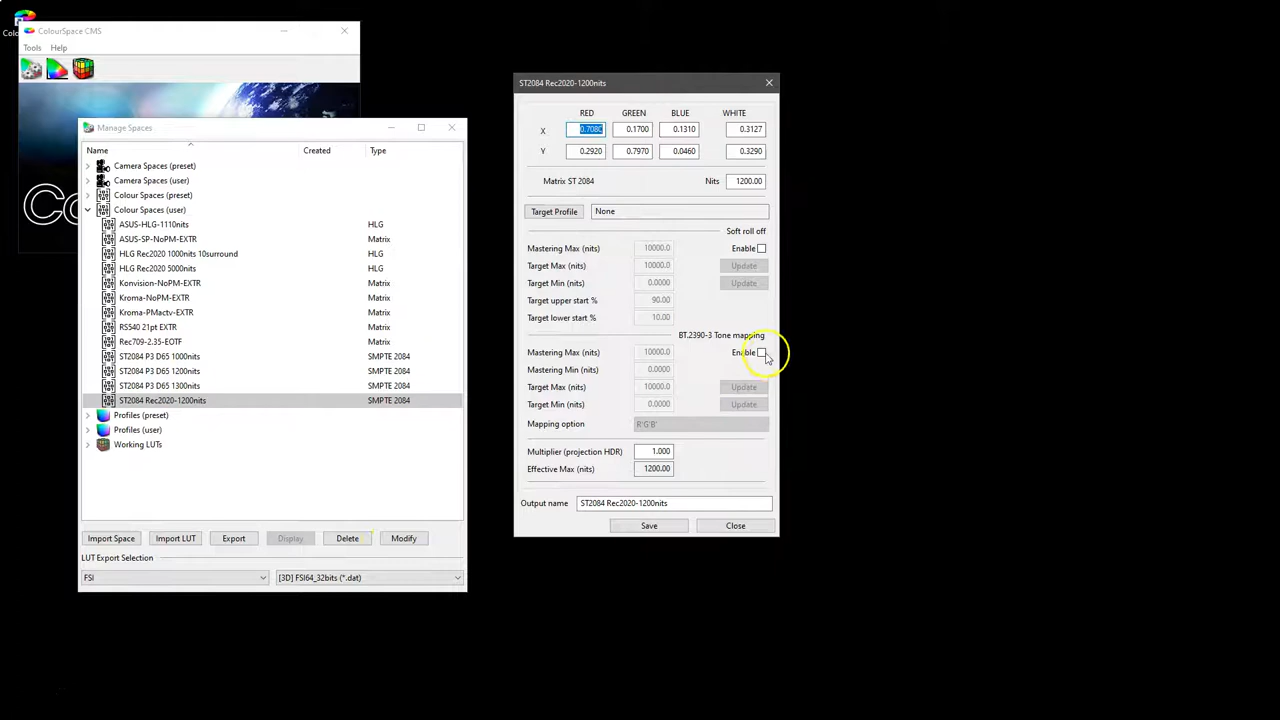 Colo
ColourSpace CMS
Tools Help
Co
Manage Spaces
Name Created Type
Camera Spaces (preset)
Camera Spaces (user)
Colour Spaces (preset)
Colour Spaces (user)
ASUS-HLG-1110nits HLG
ASUS-SP-NoPM-EXTR Matrix
HLG Rec2020 1000nits 10surround HLG
HLG Rec2020 5000nits HLG
Konvision-NoPM-EXTR Matrix
Kroma-NoPM-EXTR Matrix
Kroma-PMactv-EXTR Matrix
RS540 21pt EXTR Matrix
Rec709-2.35-EOTF Matrix
ST2084 P3 D65 1000nits SMPTE 2084
ST2084 P3 D65 1200nits SMPTE 2084
ST2084 P3 D65 1300nits SMPTE 2084
ST2084 Rec2020-1200nits SMPTE 2084
Profiles (preset)
Profiles (user)
Working LUTs
Import Space Import LUT Export Display Delete Modify
LUT Export Selection
FSI [3D] FSI64_32bits (*.dat)
ST2084 Rec2020-1200nits
RED GREEN BLUE WHITE
X 0.7080 0.1700 0.1310 0.3127
Y 0.2920 0.7970 0.0460 0.3290
Matrix ST 2084 Nits 1200.00
Target Profile None
Soft roll off
Mastering Max (nits) 10000.0 Enable
Target Max (nits) 10000.0 Update
Target Min (nits) 0.0000 Update
Target upper start % 90.00
Target lower start % 10.00
BT.2390-3 Tone mapping
Mastering Max (nits) 10000.0 Enable
Mastering Min (nits) 0.0000
Target Max (nits) 10000.0 Update
Target Min (nits) 0.0000 Update
Mapping option R'G'B'
Multiplier (projection HDR) 1.000
Effective Max (nits) 1200.00
Output name ST2084 Rec2020-1200nits
Save Close